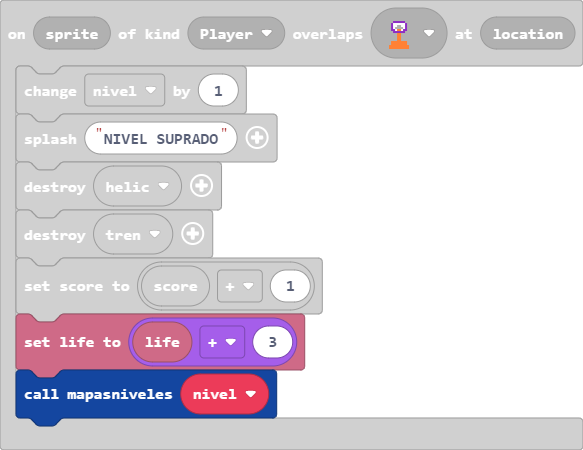 on sprite of kind Player overlaps at location
change nivel by 1
splash "NIVEL SUPRADO"
destroy helic
destroy tren
set score to score + 1
set life to life + 3
call mapasniveles nivel